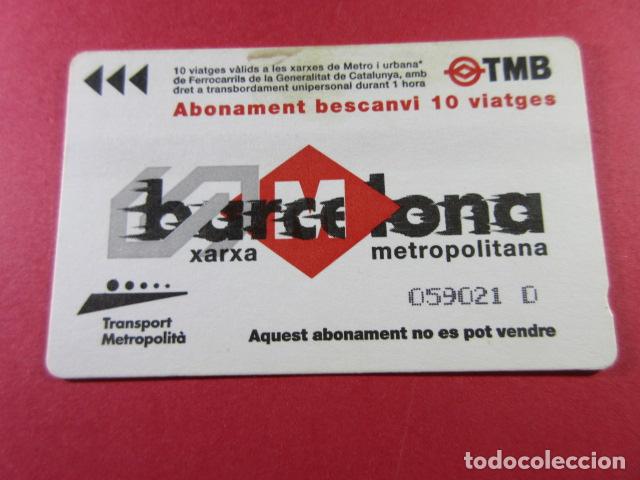 10 viatges vàlids a les xarxes de Metro i urbana*
de Ferrocarrils de la Generalitat de Catalunya, amb
dret a transbordament unipersonal durant 1 hora
TMB
Abonament bescanvi 10 viatges
M
barcelona
xarxa metropolitana
059021 D
Transport
Metropolità
Aquest abonament no es pot vendre
todocoleccion